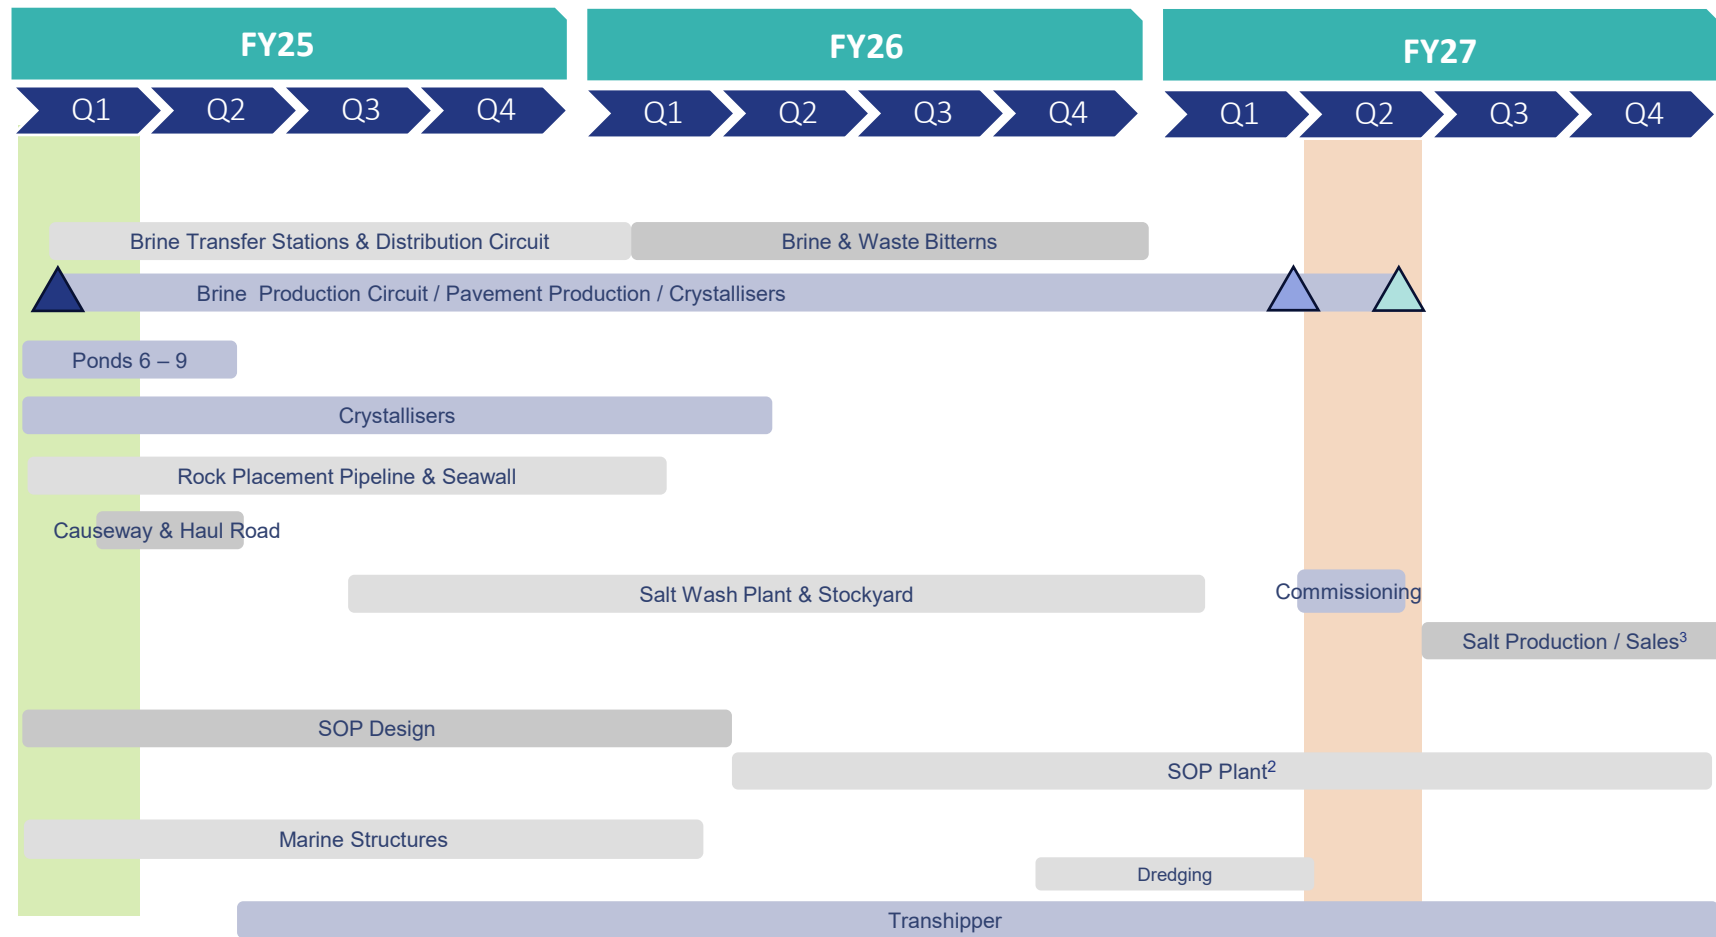 FY25
FY26
FY27
Q1
Q2
Q3
Q4
Q1
Q2
Q3
Q4
Q1
Q2
Q3
Q4
Brine Transfer Stations & Distribution Circuit
Brine & Waste Bitterns
Brine  Production Circuit / Pavement Production / Crystallisers
Ponds 6 – 9
Crystallisers
Rock Placement Pipeline & Seawall
Causeway & Haul Road
Salt Wash Plant & Stockyard
Commissioning
Salt Production / Sales³
SOP Design
SOP Plant²
Marine Structures
Dredging
Transhipper